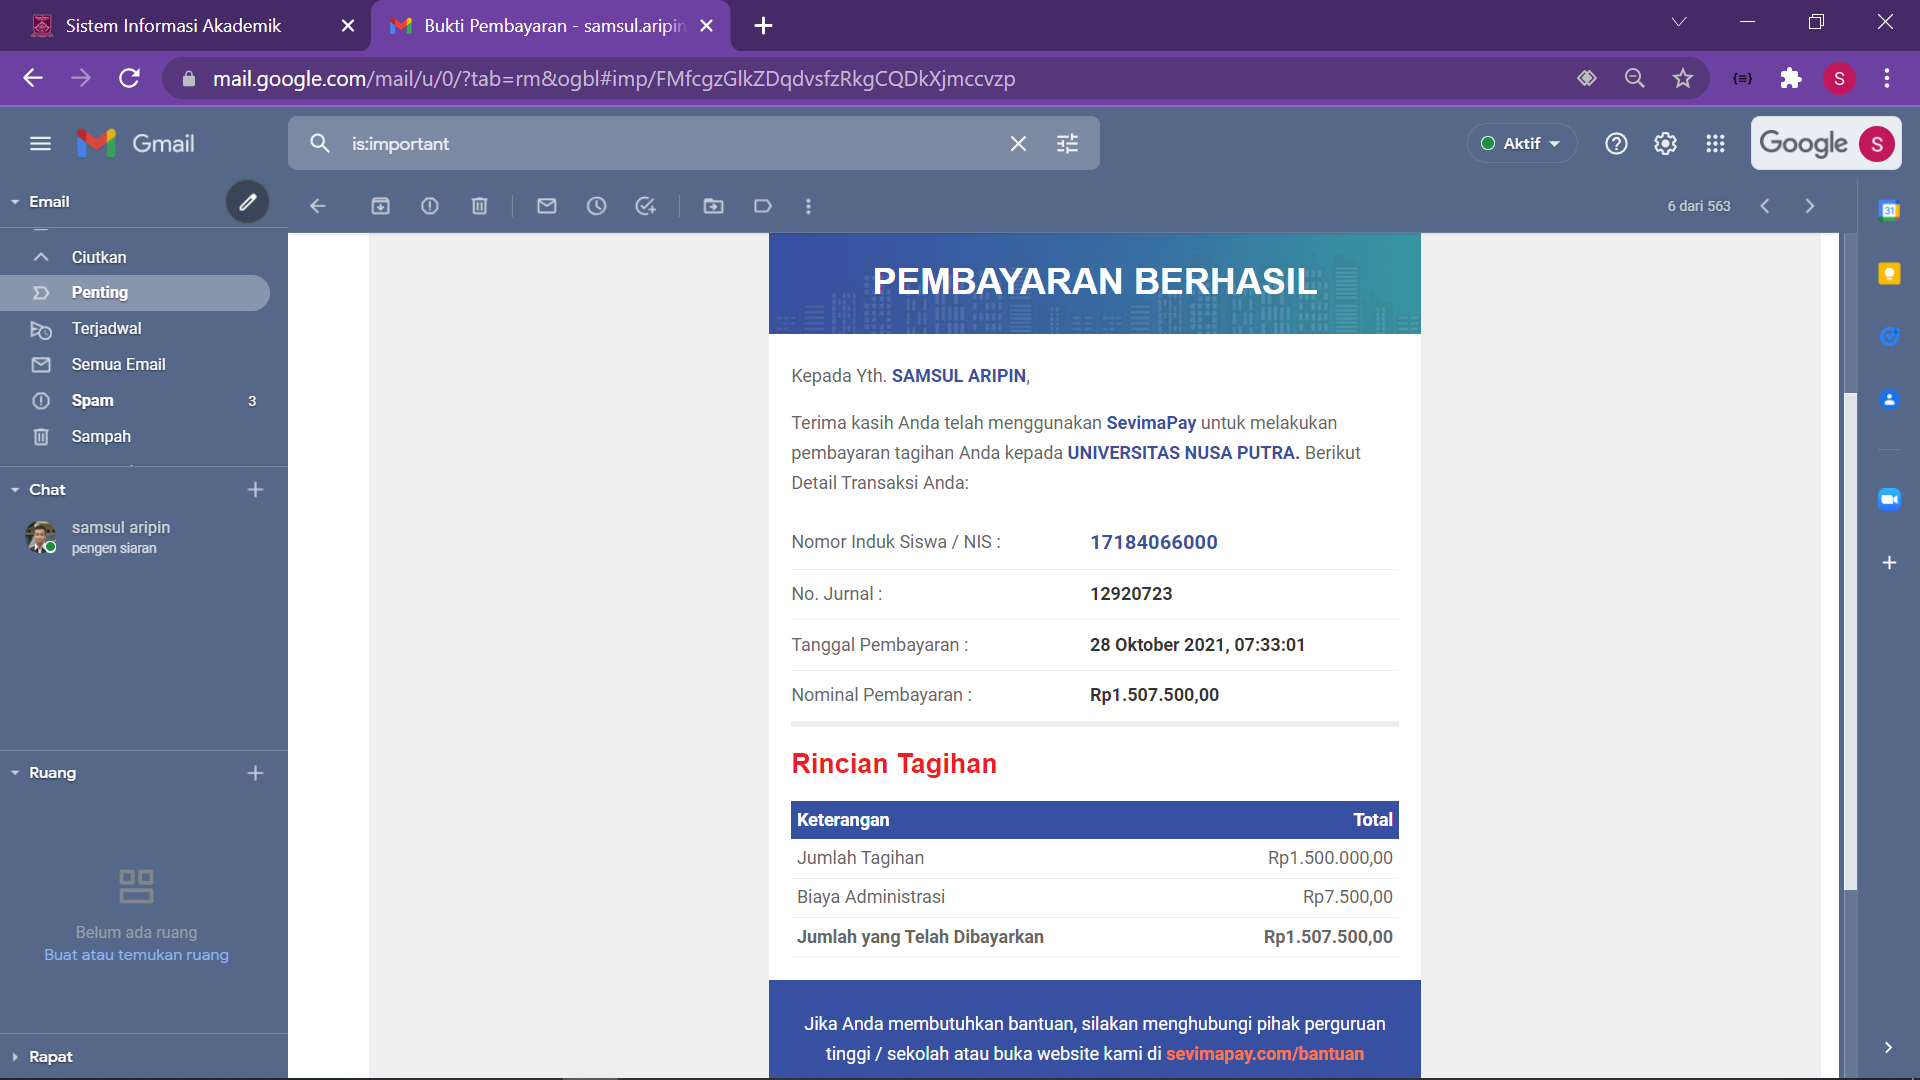 Sistem Informasi Akademik
Bukti Pembayaran - samsul.aripin
mail.google.com/mail/u/0/?tab=rm&ogbl#imp/FMfcgzGlkZDqdvsfzRkgCQDkXjmccvzp
S
Gmail
is:important
Aktif
Google
S
Email
6 dari 563
31
Ciutkan
Penting
Terjadwal
Semua Email
Spam 3
Sampah
Chat
samsul aripin
pengen siaran
Ruang
Belum ada ruang
Buat atau temukan ruang
Rapat
PEMBAYARAN BERHASIL
Kepada Yth. SAMSUL ARIPIN,
Terima kasih Anda telah menggunakan SevimaPay untuk melakukan
pembayaran tagihan Anda kepada UNIVERSITAS NUSA PUTRA. Berikut
Detail Transaksi Anda:
Nomor Induk Siswa / NIS : 17184066000
No. Jurnal : 12920723
Tanggal Pembayaran : 28 Oktober 2021, 07:33:01
Nominal Pembayaran : Rp1.507.500,00
Rincian Tagihan
Keterangan Total
Jumlah Tagihan Rp1.500.000,00
Biaya Administrasi Rp7.500,00
Jumlah yang Telah Dibayarkan Rp1.507.500,00
Jika Anda membutuhkan bantuan, silakan menghubungi pihak perguruan
tinggi / sekolah atau buka website kami di sevimapay.com/bantuan